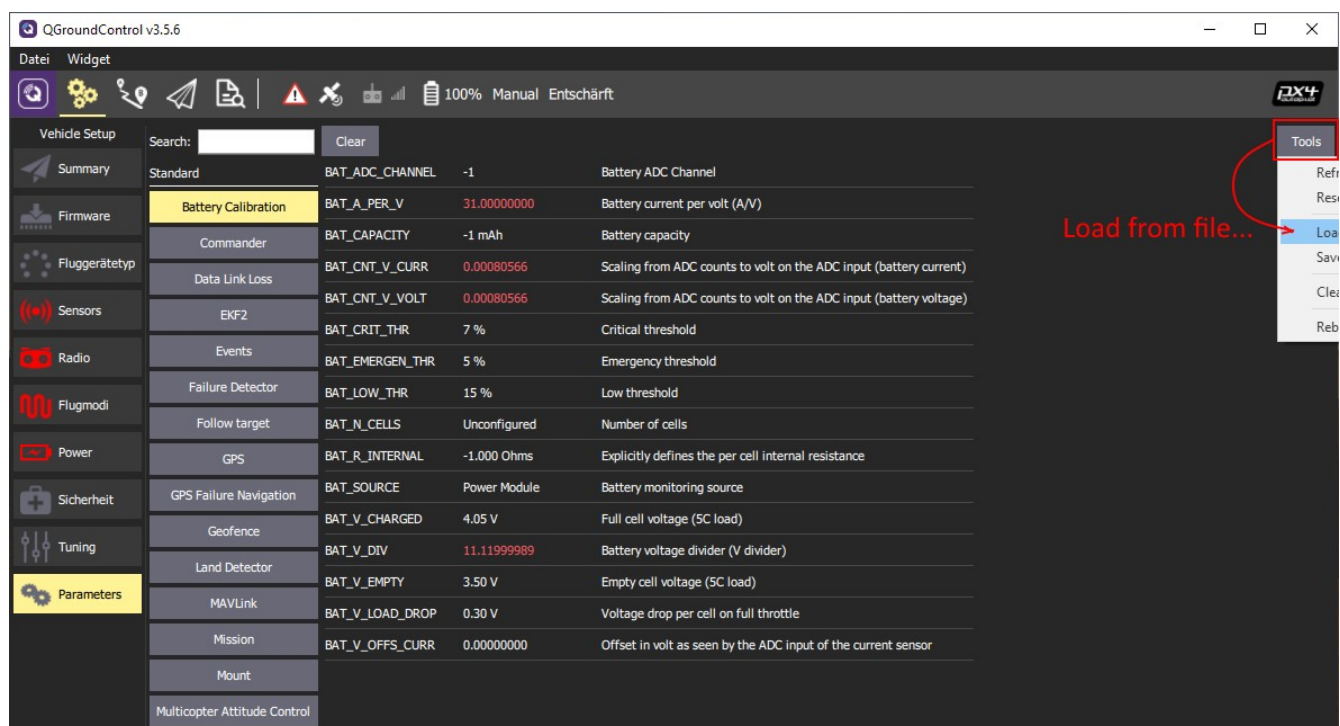 QGroundControl v3.5.6
Datei Widget
100% Manual Entschärft
px4
autopilot
Vehicle Setup
Summary
Firmware
Fluggerätetyp
Sensors
Radio
Flugmodi
Power
Sicherheit
Tuning
Parameters
Search: Clear
Standard
Battery Calibration
Commander
Data Link Loss
EKF2
Events
Failure Detector
Follow target
GPS
GPS Failure Navigation
Geofence
Land Detector
MAVLink
Mission
Mount
Multicopter Attitude Control
BAT_ADC_CHANNEL -1 Battery ADC Channel
BAT_A_PER_V 31.00000000 Battery current per volt (A/V)
BAT_CAPACITY -1 mAh Battery capacity
BAT_CNT_V_CURR 0.00080566 Scaling from ADC counts to volt on the ADC input (battery current)
BAT_CNT_V_VOLT 0.00080566 Scaling from ADC counts to volt on the ADC input (battery voltage)
BAT_CRIT_THR 7 % Critical threshold
BAT_EMERGEN_THR 5 % Emergency threshold
BAT_LOW_THR 15 % Low threshold
BAT_N_CELLS Unconfigured Number of cells
BAT_R_INTERNAL -1.000 Ohms Explicitly defines the per cell internal resistance
BAT_SOURCE Power Module Battery monitoring source
BAT_V_CHARGED 4.05 V Full cell voltage (5C load)
BAT_V_DIV 11.11999989 Battery voltage divider (V divider)
BAT_V_EMPTY 3.50 V Empty cell voltage (5C load)
BAT_V_LOAD_DROP 0.30 V Voltage drop per cell on full throttle
BAT_V_OFFS_CURR 0.00000000 Offset in volt as seen by the ADC input of the current sensor
Load from file...
Tools
Refr
Rese
Loa
Save
Clea
Reb